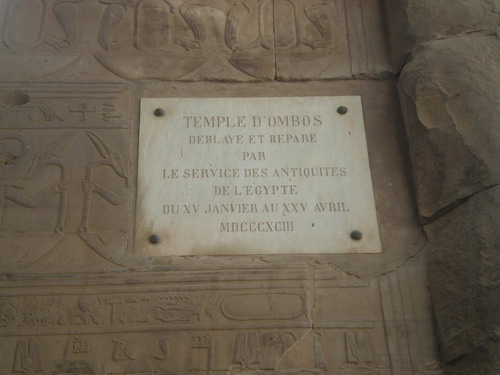 TEMPLE D'OMBOS
DEBLAYE ET REPARE
PAR
LE SERVICE DES ANTIQUITES
DE L'EGYPTE
DU XV JANVIER AU XXV AVRIL
MDCCCXCIII